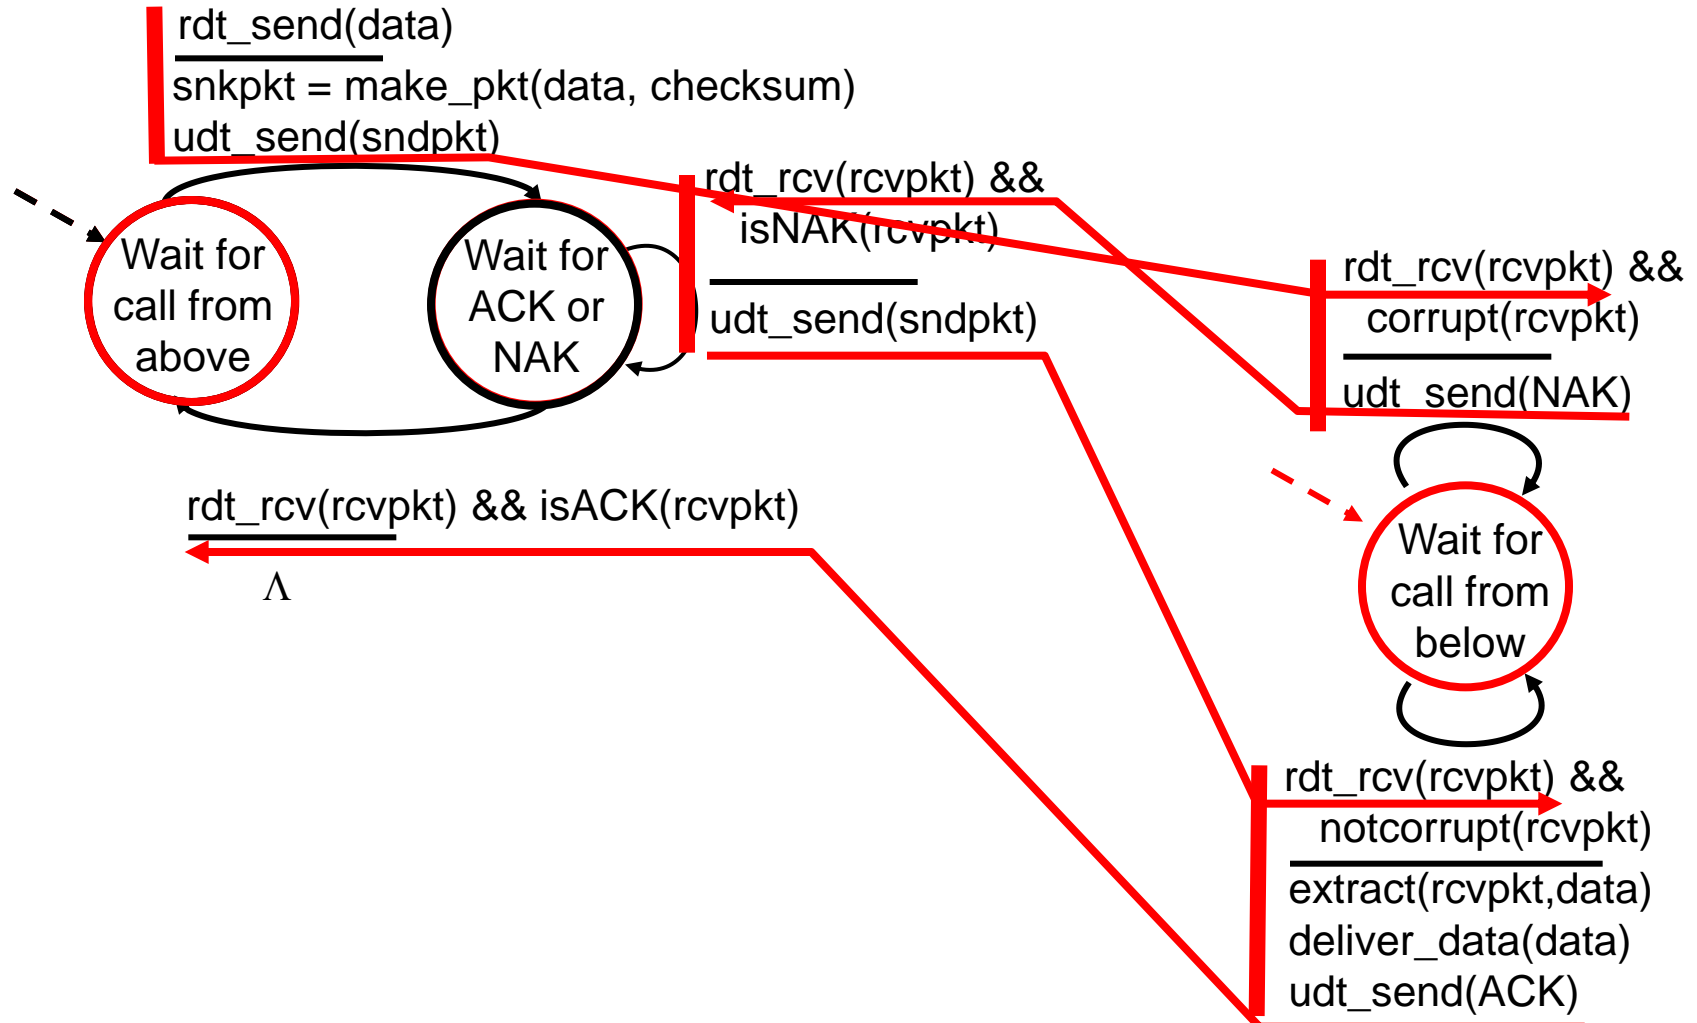 rdt_send(data)
snkpkt = make_pkt(data, checksum)
udt_send(sndpkt)
Wait for
call from
above
Wait for
ACK or
NAK
rdt_rcv(rcvpkt) &&
isNAK(rcvpkt)
udt_send(sndpkt)
rdt_rcv(rcvpkt) && isACK(rcvpkt)
Λ
rdt_rcv(rcvpkt) &&
corrupt(rcvpkt)
udt_send(NAK)
Wait for
call from
below
rdt_rcv(rcvpkt) &&
notcorrupt(rcvpkt)
extract(rcvpkt,data)
deliver_data(data)
udt_send(ACK)